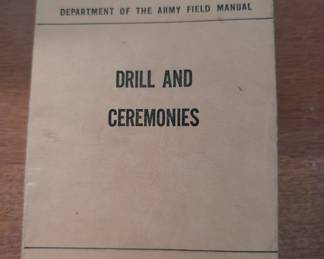 DEPARTMENT OF THE ARMY FIELD MANUAL
DRILL AND
CEREMONIES